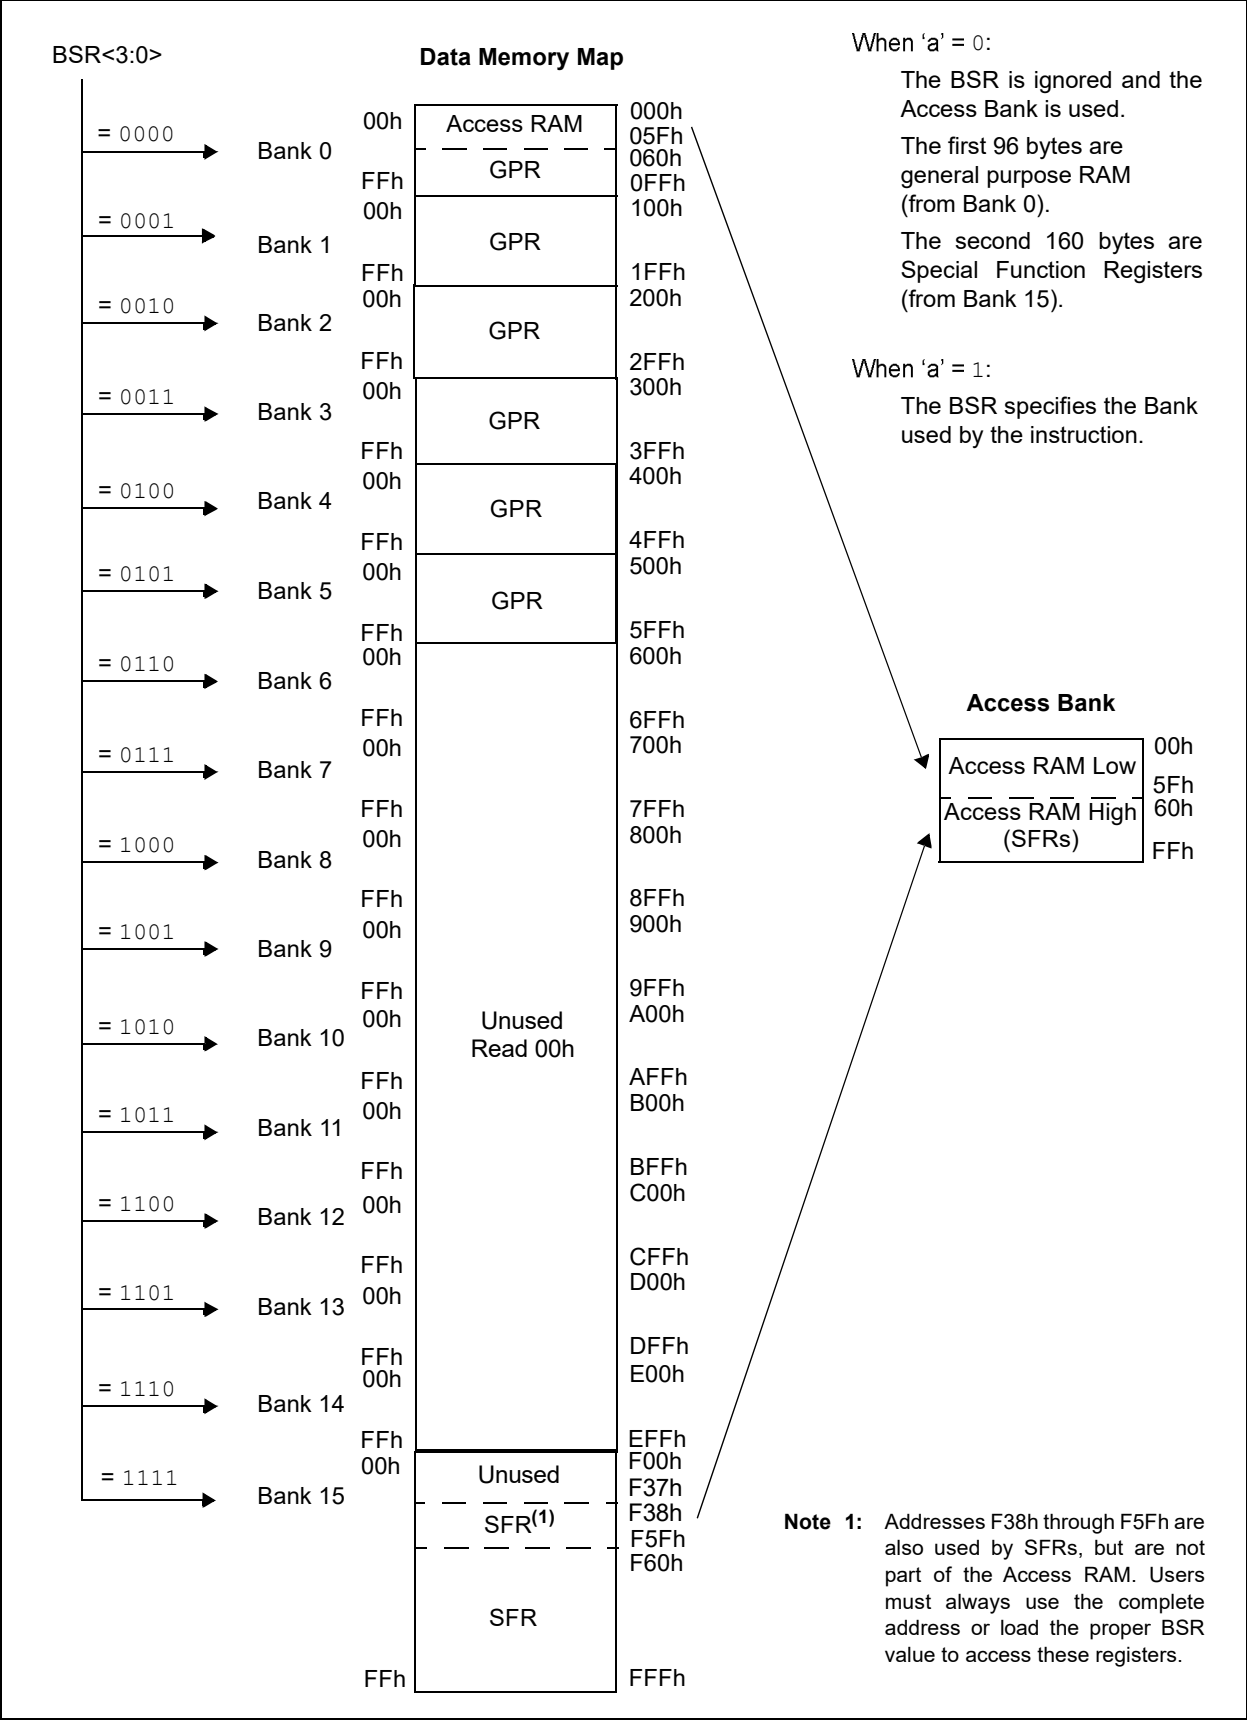 BSR<3:0>
Data Memory Map
When ‘a’ = 0:
The BSR is ignored and the
Access Bank is used.
The first 96 bytes are
general purpose RAM
(from Bank 0).
The second 160 bytes are
Special Function Registers
(from Bank 15).
When ‘a’ = 1:
The BSR specifies the Bank
used by the instruction.
= 0000
Bank 0
00h
Access RAM
000h
05Fh
060h
GPR
FFh
0FFh
= 0001
Bank 1
00h
100h
GPR
FFh
1FFh
= 0010
Bank 2
00h
200h
GPR
FFh
2FFh
= 0011
Bank 3
00h
300h
GPR
FFh
3FFh
= 0100
Bank 4
00h
400h
GPR
FFh
4FFh
= 0101
Bank 5
00h
500h
GPR
FFh
5FFh
= 0110
Bank 6
00h
600h
FFh
6FFh
= 0111
Bank 7
00h
700h
FFh
7FFh
= 1000
Bank 8
00h
800h
FFh
8FFh
= 1001
Bank 9
00h
900h
FFh
9FFh
= 1010
Bank 10
00h
Unused
Read 00h
A00h
FFh
AFFh
= 1011
Bank 11
00h
B00h
FFh
BFFh
= 1100
Bank 12
00h
C00h
FFh
CFFh
= 1101
Bank 13
00h
D00h
FFh
DFFh
= 1110
Bank 14
00h
E00h
FFh
EFFh
= 1111
Bank 15
00h
F00h
Unused
F37h
F38h
SFR(1)
F5Fh
F60h
SFR
FFh
FFFh
Access Bank
Access RAM Low
00h
5Fh
Access RAM High
(SFRs)
60h
FFh
Note 1: Addresses F38h through F5Fh are
also used by SFRs, but are not
part of the Access RAM. Users
must always use the complete
address or load the proper BSR
value to access these registers.